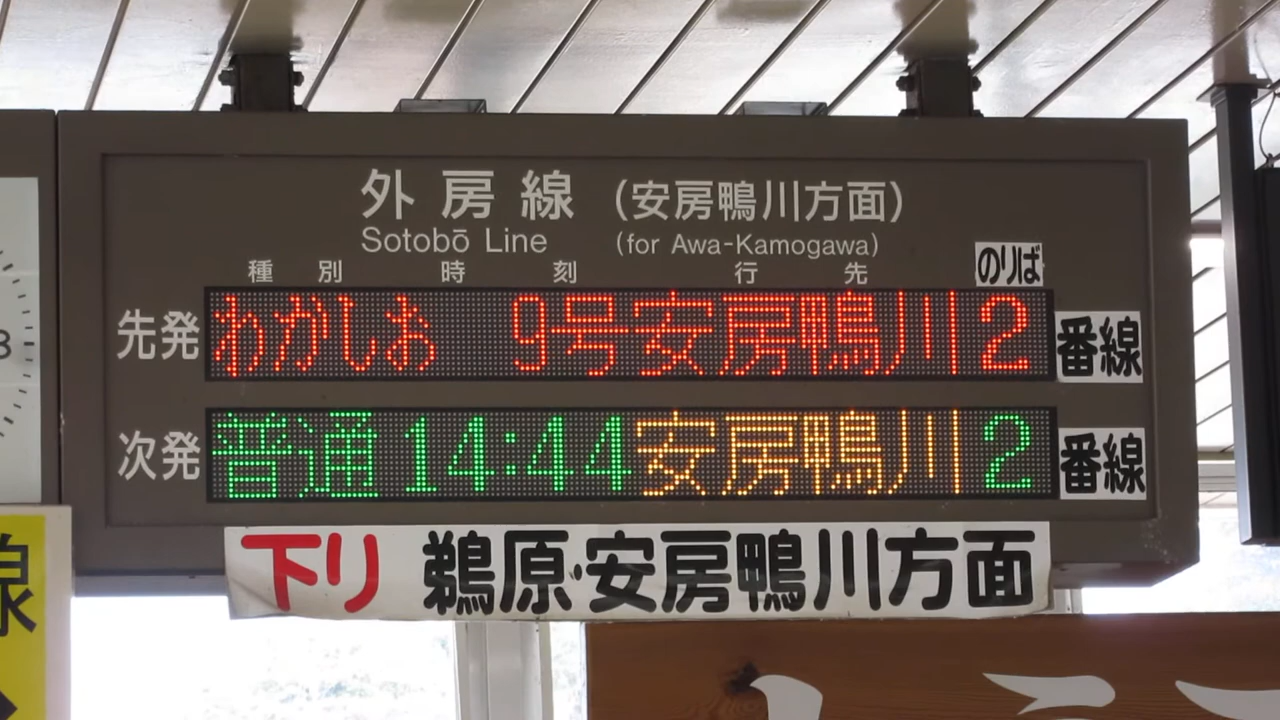 外房線 (安房鴨川方面)
Sotobō Line (for Awa-Kamogawa)
種別 時刻 行先 のりば
先発 わかしお 9号 安房鴨川 2 番線
次発 普通 14:44 安房鴨川 2 番線
下り 鵜原・安房鴨川方面
線